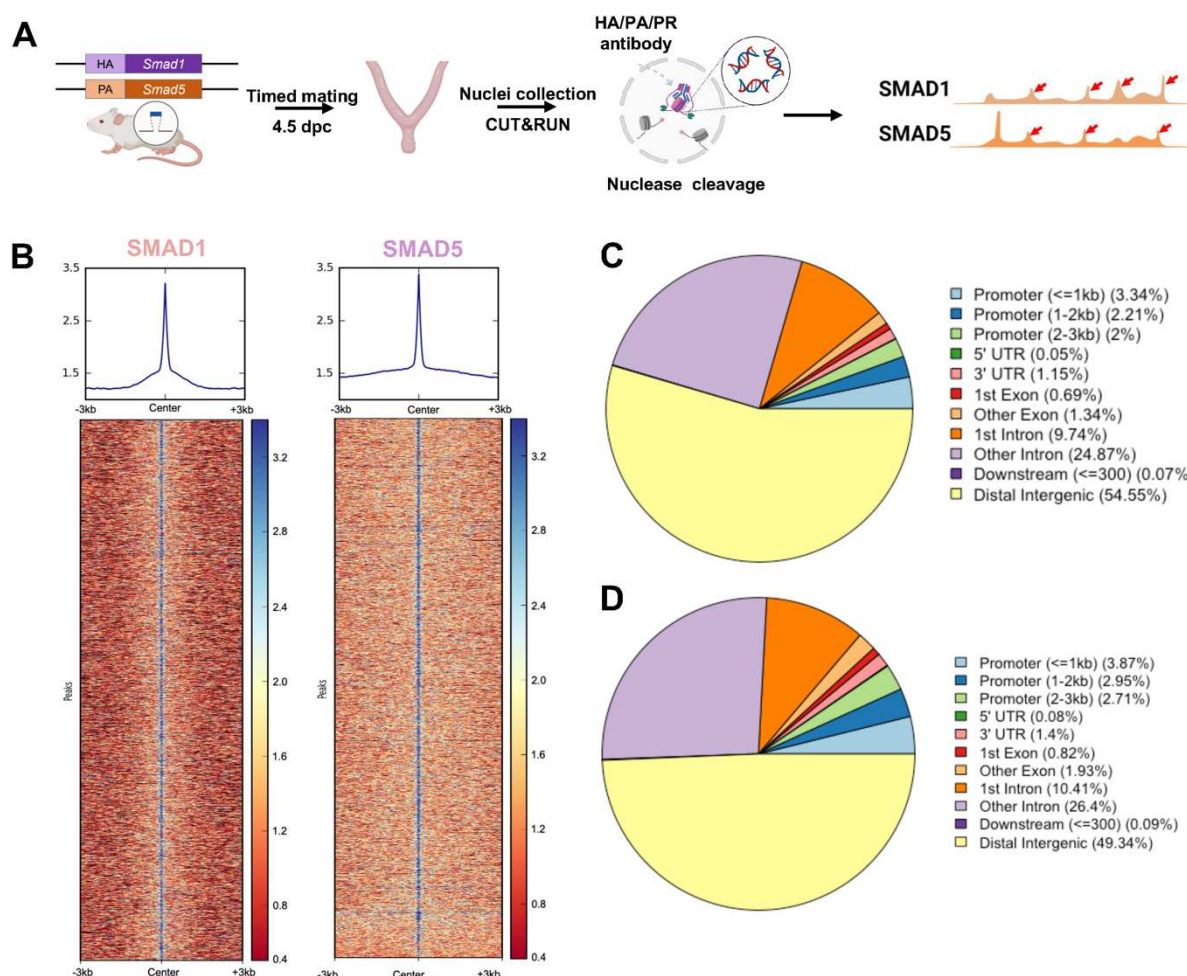 A
HA Smad1
PA Smad5
Timed mating
4.5 dpc
Nuclei collection
CUT&RUN
HA/PA/PR
antibody
Nuclease cleavage
SMAD1
SMAD5
B
SMAD1
3.5
2.5
1.5
-3kb Center +3kb
Peaks
-3kb Center +3kb
3.2
2.8
2.4
2.0
1.6
1.2
0.8
0.4
SMAD5
3.5
2.5
1.5
-3kb Center +3kb
Peaks
-3kb Center +3kb
3.2
2.8
2.4
2.0
1.6
1.2
0.8
0.4
C
Promoter (<=1kb) (3.34%)
Promoter (1-2kb) (2.21%)
Promoter (2-3kb) (2%)
5' UTR (0.05%)
3' UTR (1.15%)
1st Exon (0.69%)
Other Exon (1.34%)
1st Intron (9.74%)
Other Intron (24.87%)
Downstream (<=300) (0.07%
Distal Intergenic (54.55%)
D
Promoter (<=1kb) (3.87%)
Promoter (1-2kb) (2.95%)
Promoter (2-3kb) (2.71%)
5' UTR (0.08%)
3' UTR (1.4%)
1st Exon (0.82%)
Other Exon (1.93%)
1st Intron (10.41%)
Other Intron (26.4%)
Downstream (<=300) (0.09%)
Distal Intergenic (49.34%)